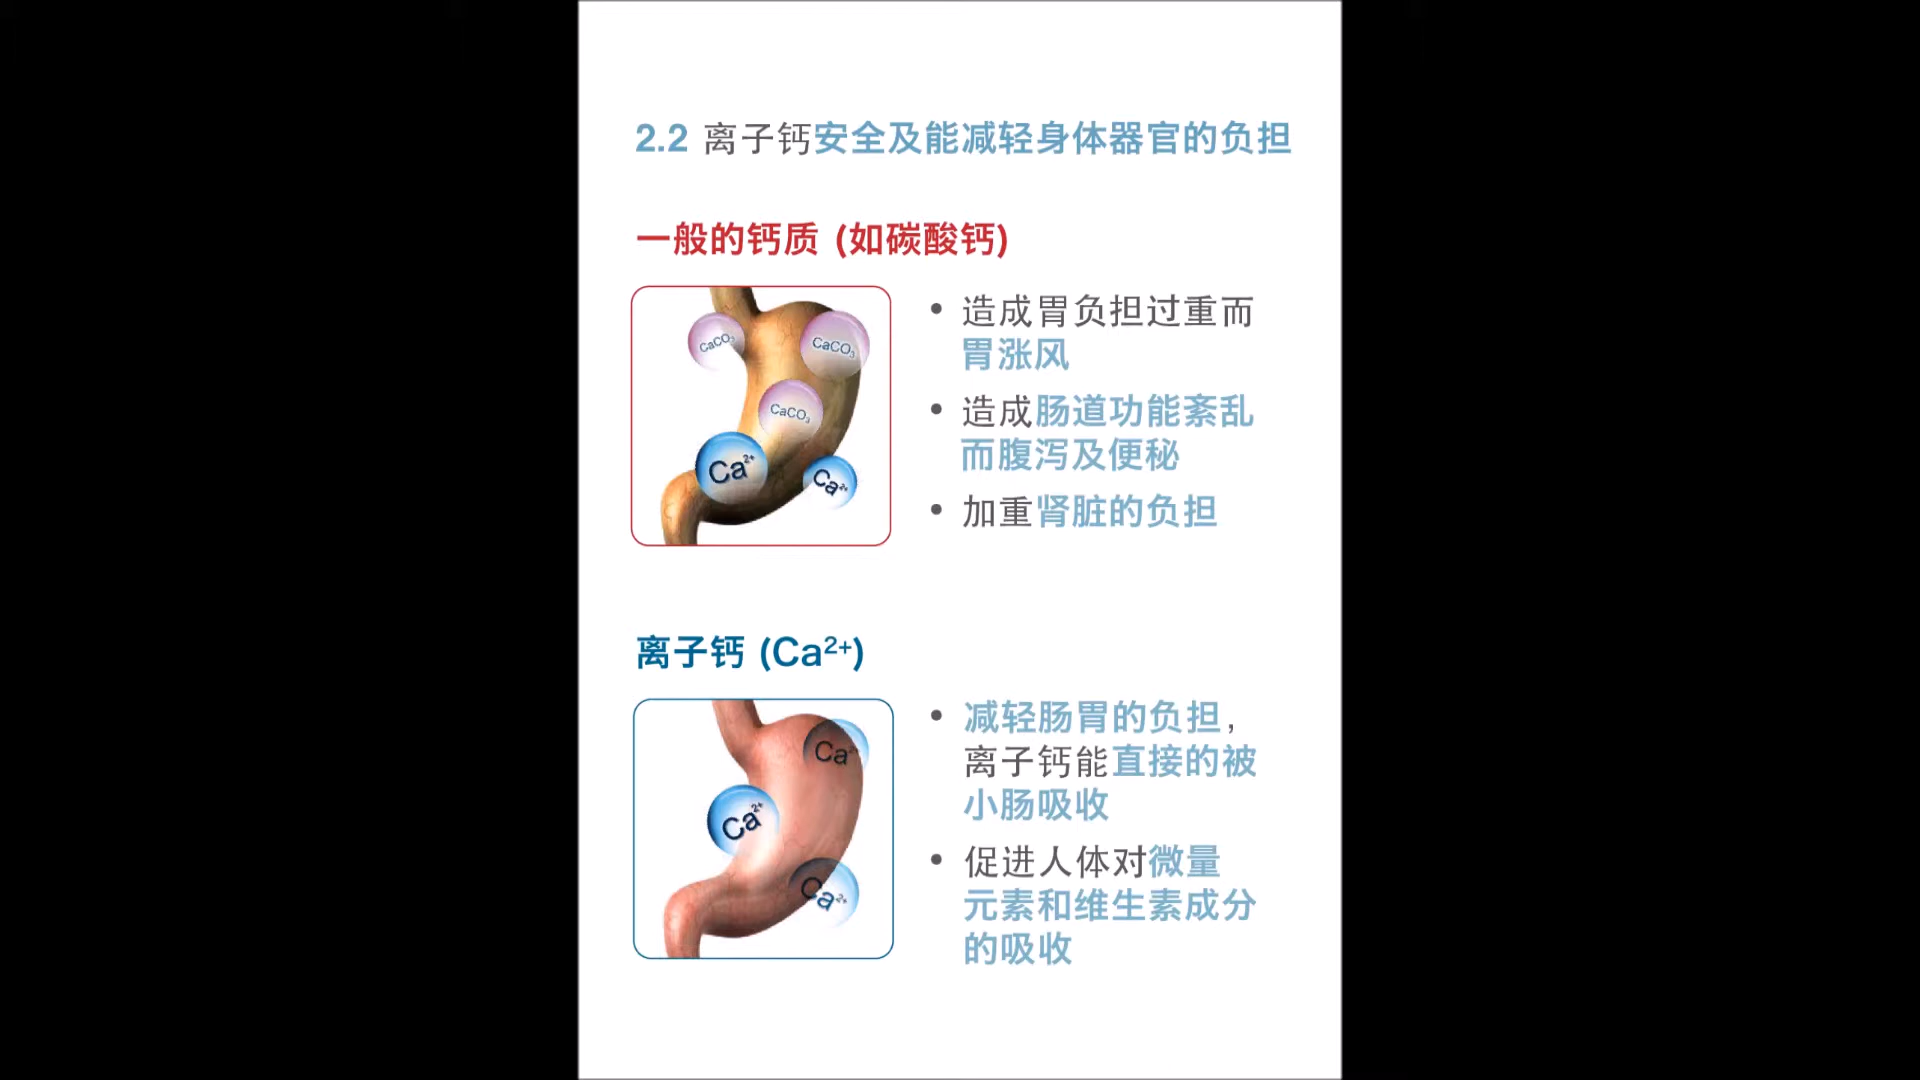 2.2 离子钙安全及能减轻身体器官的负担
一般的钙质 (如碳酸钙)
CaCO₃
CaCO₃
CaCO₃
Ca²⁺
Ca²⁺
• 造成胃负担过重而
胃涨风
• 造成肠道功能紊乱
而腹泻及便秘
• 加重肾脏的负担
离子钙 (Ca²⁺)
Ca²⁺
Ca²⁺
Ca²⁺
• 减轻肠胃的负担，
离子钙能直接的被
小肠吸收
• 促进人体对微量
元素和维生素成分
的吸收